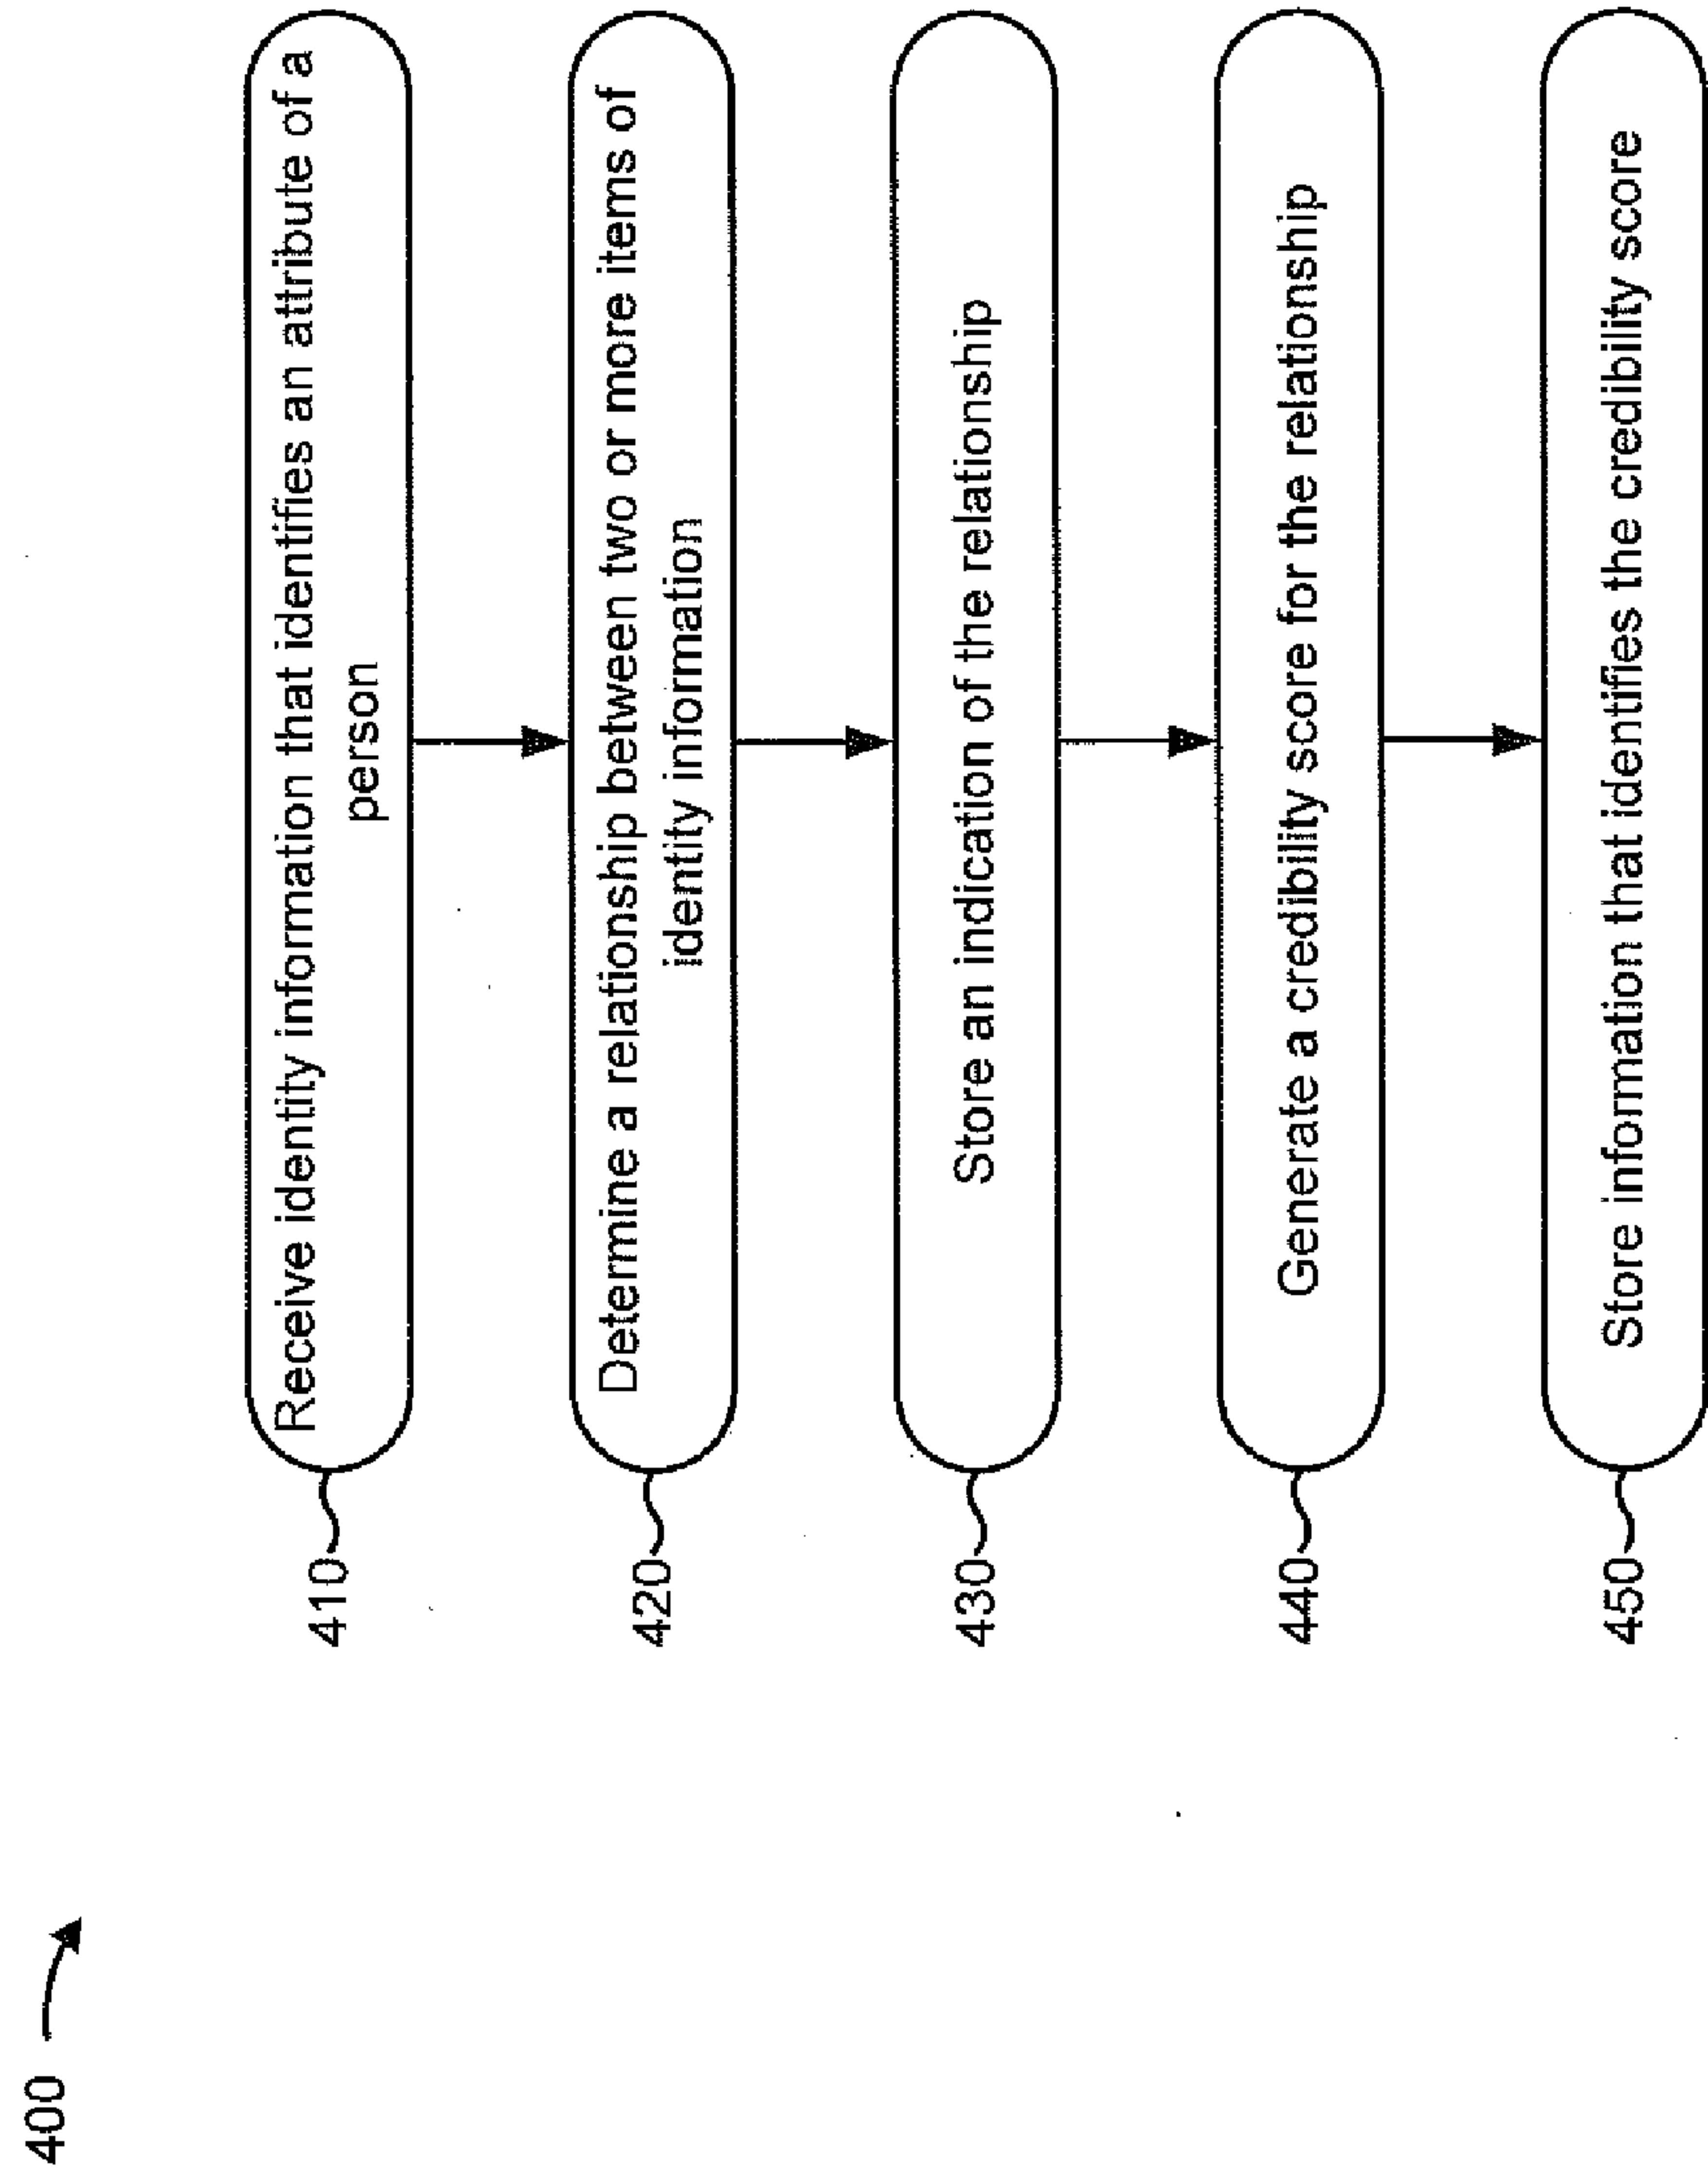 400
410
Receive identity information that identifies an attribute of a
person
420
Determine a relationship between two or more items of
identity information
430
Store an indication of the relationship
440
Generate a credibility score for the relationship
450
Store information that identifies the credibility score